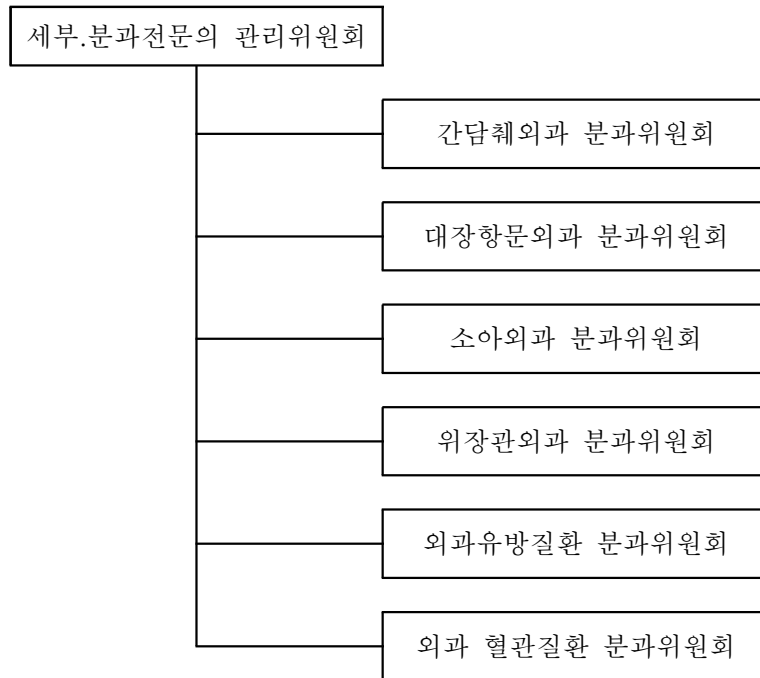 세부.분과전문의 관리위원회
간담췌외과 분과위원회
대장항문외과 분과위원회
소아외과 분과위원회
위장관외과 분과위원회
외과유방질환 분과위원회
외과 혈관질환 분과위원회